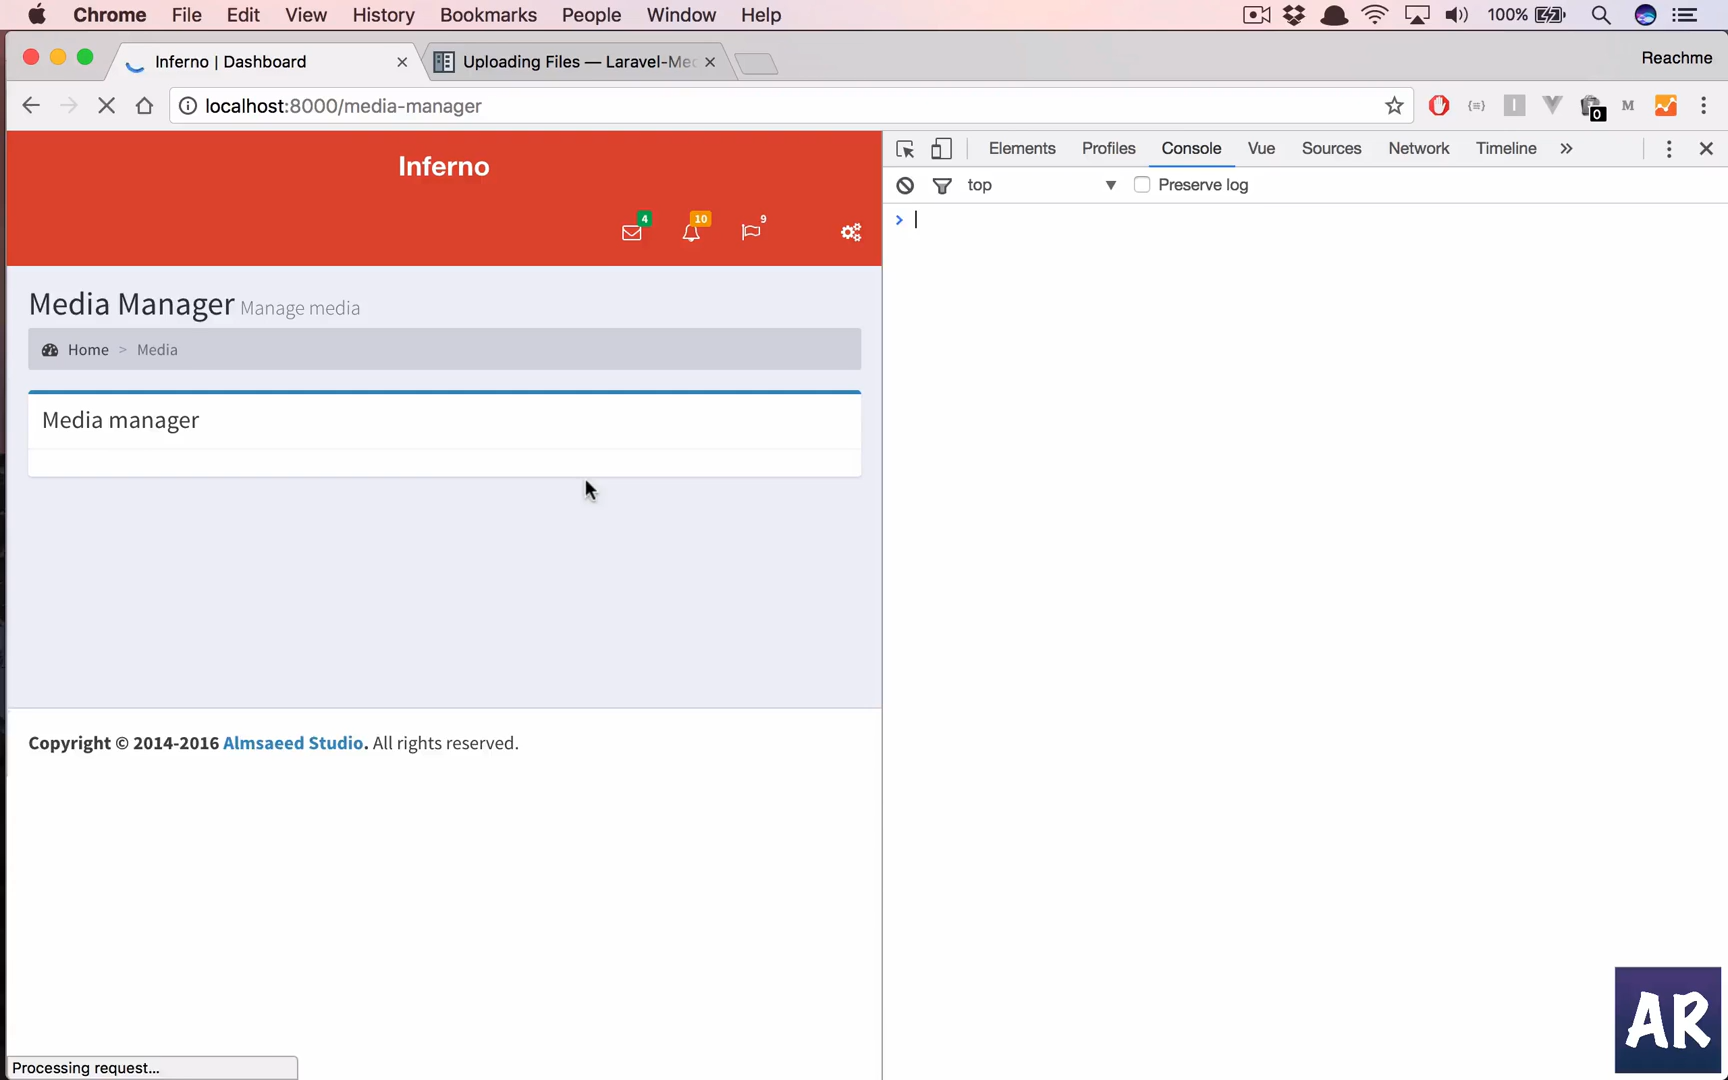 Chrome File Edit View History Bookmarks People Window Help 100%
Inferno | Dashboard Uploading Files — Laravel-Med Reachme
localhost:8000/media-manager 0 M
Inferno
4 10 9
Media Manager Manage media
Home > Media
Media manager
Copyright © 2014-2016 Almsaeed Studio. All rights reserved.
Processing request...
Elements Profiles Console Vue Sources Network Timeline »
top Preserve log
>
AR